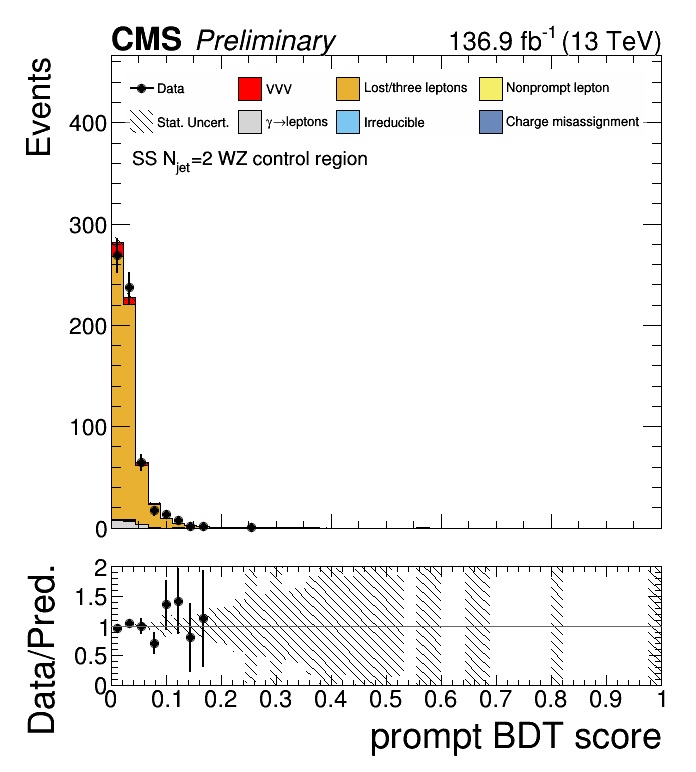 CMS Preliminary 136.9 fb⁻¹ (13 TeV)
Events
Data VVV Lost/three leptons Nonprompt lepton
Stat. Uncert. γ→leptons Irreducible Charge misassignment
SS N_jet=2 WZ control region
400
300
200
100
0
Data/Pred.
2
1.5
1
0.5
0
0 0.1 0.2 0.3 0.4 0.5 0.6 0.7 0.8 0.9 1
prompt BDT score